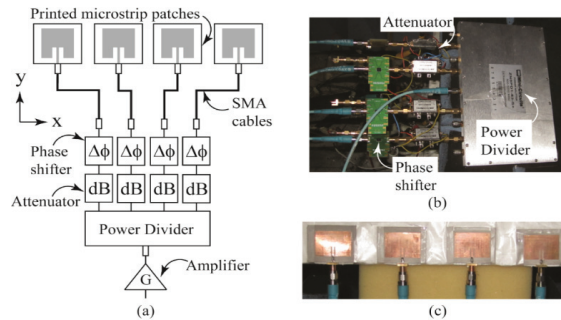 Printed microstrip patches
y
x
SMA
cables
Phase
shifter
Δϕ Δϕ Δϕ Δϕ
Attenuator
dB dB dB dB
Power Divider
Amplifier
G
(a)
Attenuator
Power
Divider
Phase
shifter
(b)
(c)